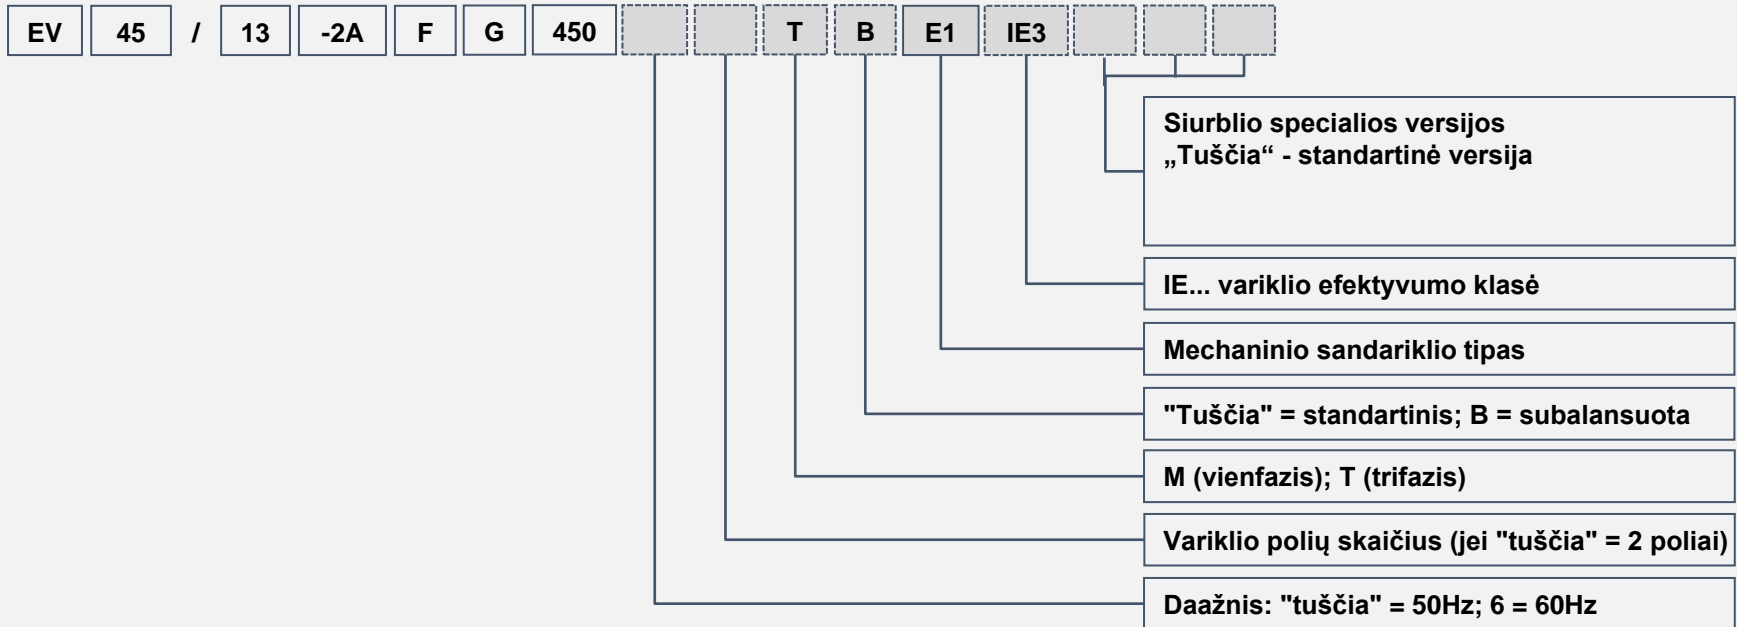 EV 45 / 13 -2A F G 450 T B E1 IE3
Siurblio specialios versijos
„Tuščia“ - standartinė versija
IE... variklio efektyvumo klasė
Mechaninio sandariklio tipas
"Tuščia" = standartinis; B = subalansuota
M (vienfazis); T (trifazis)
Variklio polių skaičius (jei "tuščia" = 2 poliai)
Daažnis: "tuščia" = 50Hz; 6 = 60Hz